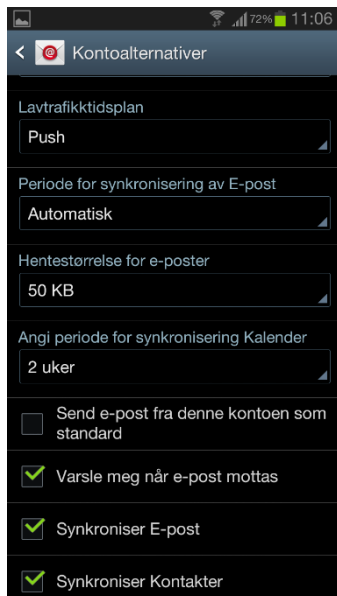 72% 11:06
Kontoalternativer
Lavtrafikktidsplan
Push
Periode for synkronisering av E-post
Automatisk
Hentestørrelse for e-poster
50 KB
Angi periode for synkronisering Kalender
2 uker
Send e-post fra denne kontoen som
standard
Varsle meg når e-post mottas
Synkroniser E-post
Synkroniser Kontakter